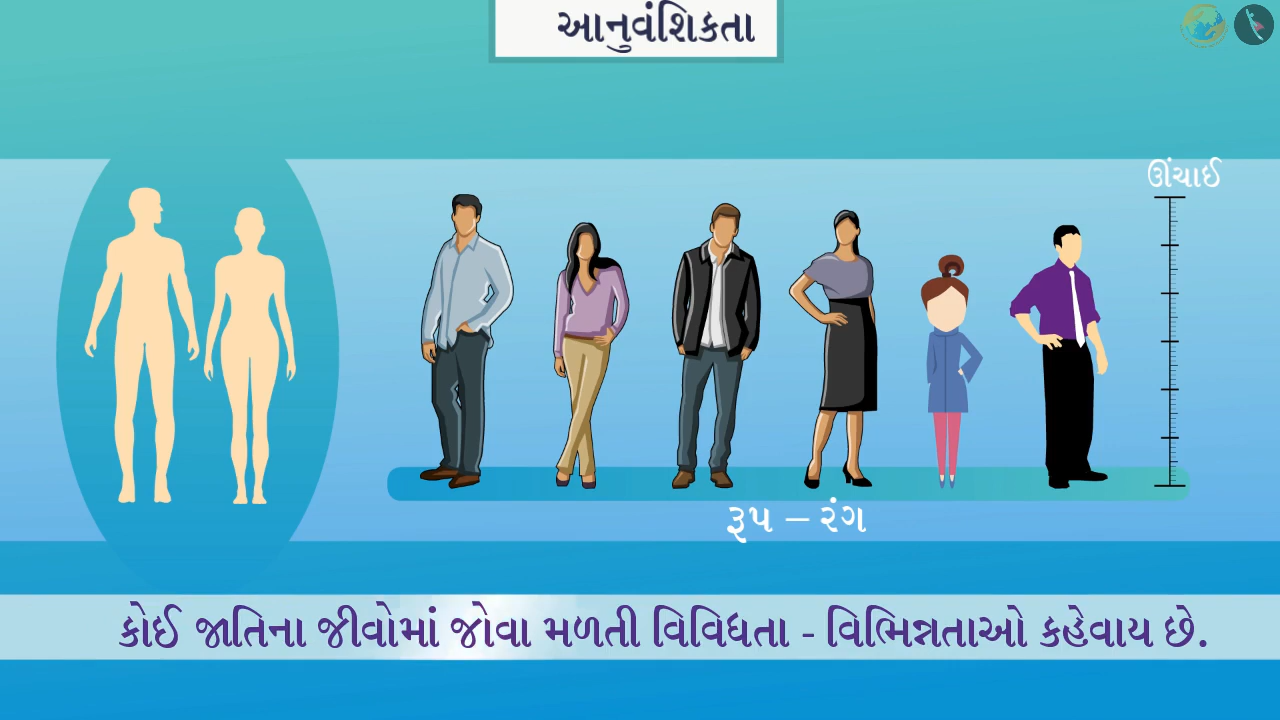 આનુવંશિકતા
ઊંચાઈ
રૂપ – રંગ
કોઈ જાતિના જીવોમાં જોવા મળતી વિવિધતા - વિભિન્નતાઓ કહેવાય છે.